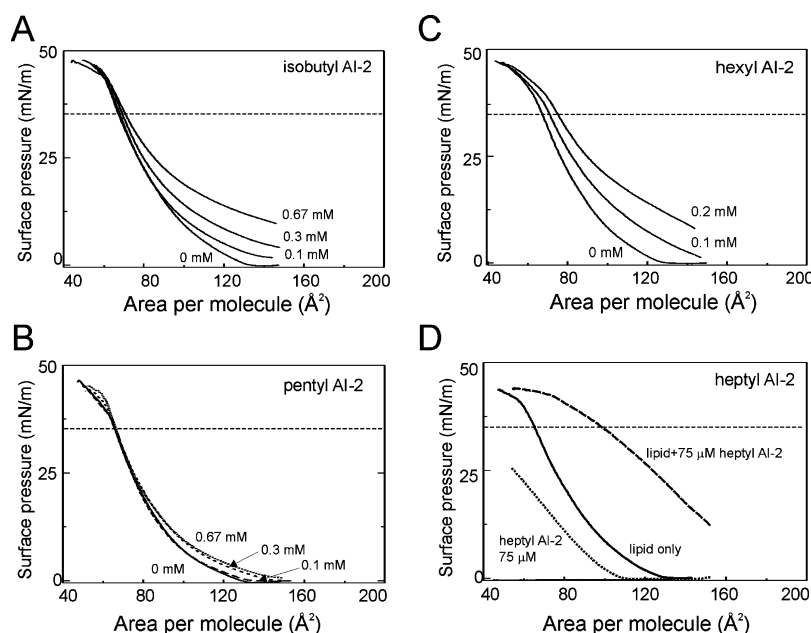 A
50
isobutyl AI-2
Surface pressure (mN/m)
25
0.67 mM
0.3 mM
0 mM
0.1 mM
0
40
80
120
160
200
Area per molecule (Å²)
C
50
hexyl AI-2
Surface pressure (mN/m)
25
0.2 mM
0.1 mM
0 mM
0
40
80
120
160
200
Area per molecule (Å²)
B
50
pentyl AI-2
Surface pressure (mN/m)
25
0.67 mM
0.3 mM
0 mM
0.1 mM
0
40
80
120
160
200
Area per molecule (Å²)
D
50
heptyl AI-2
Surface pressure (mN/m)
lipid+75 μM heptyl AI-2
25
heptyl AI-2
75 μM
lipid only
0
40
80
120
160
200
Area per molecule (Å²)